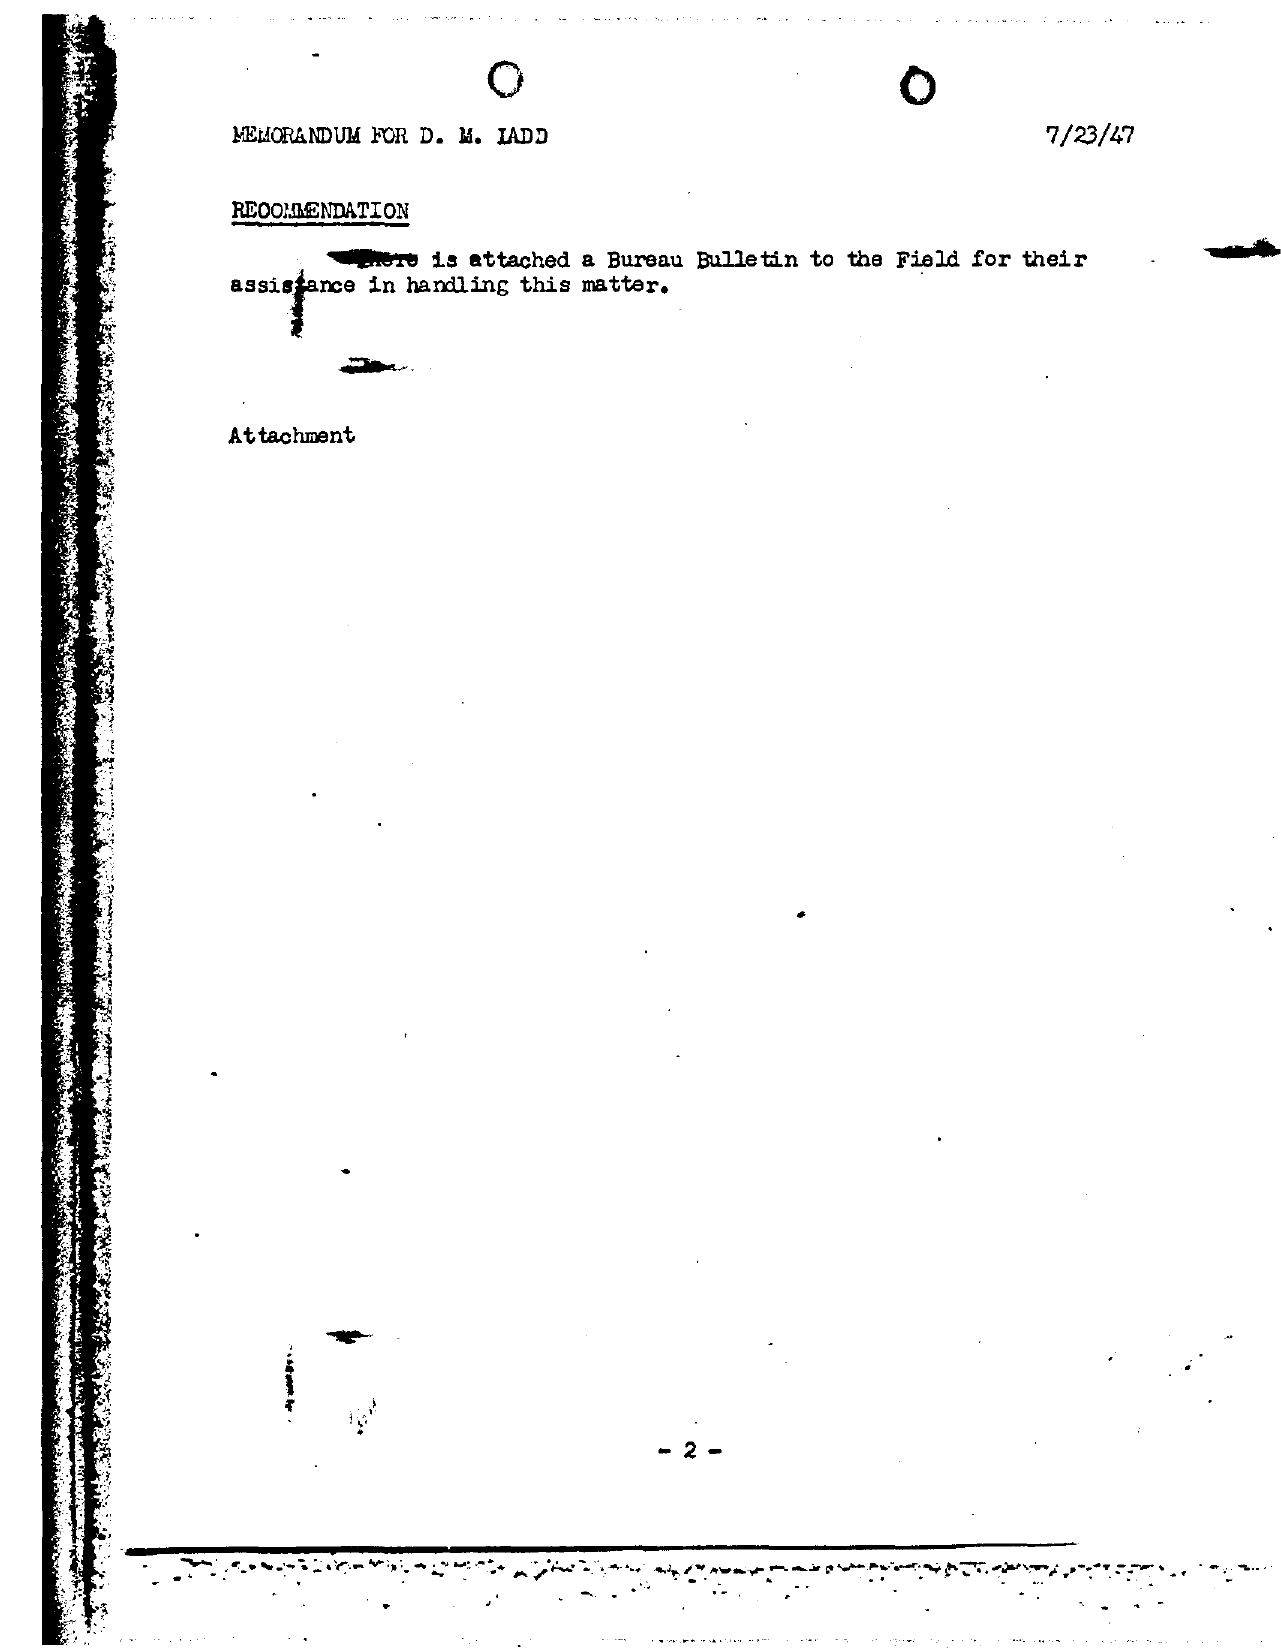 MEMORANDUM FOR D. M. LADD
7/23/47
RECOMMENDATION
There is attached a Bureau Bulletin to the Field for their
assistance in handling this matter.
Attachment
- 2 -